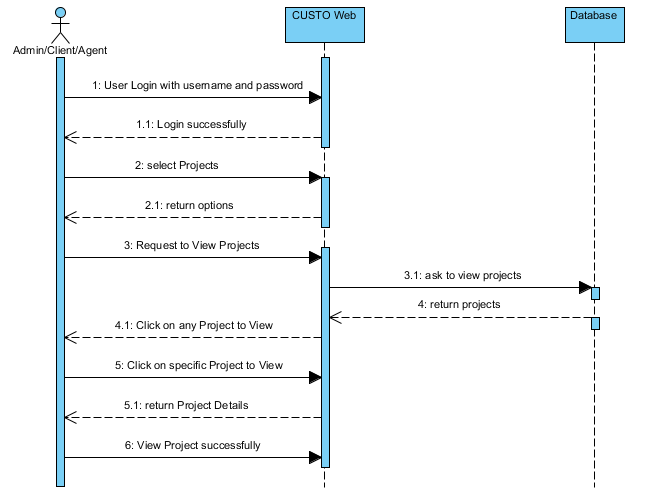 CUSTO Web
Database
Admin/Client/Agent
1: User Login with username and password
1.1: Login successfully
2: select Projects
2.1: return options
3: Request to View Projects
3.1: ask to view projects
4: return projects
4.1: Click on any Project to View
5: Click on specific Project to View
5.1: return Project Details
6: View Project successfully